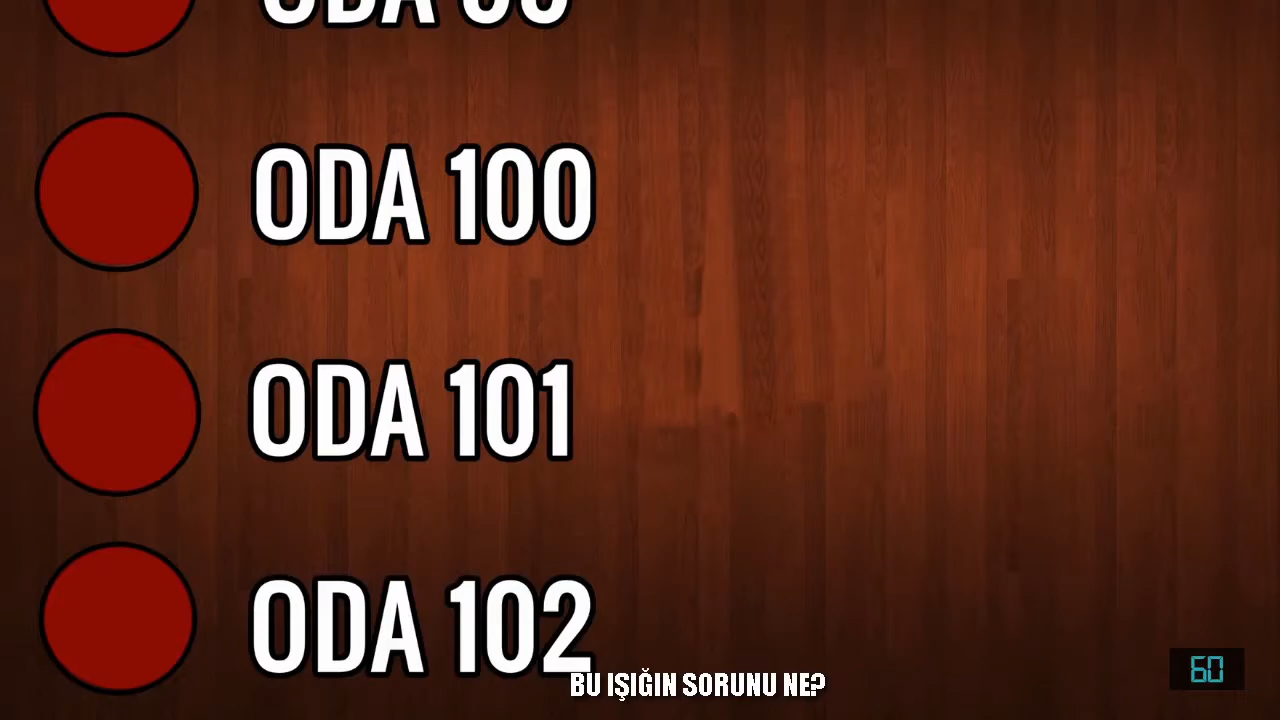 ODA 100
ODA 101
ODA 102
BU IŞIĞIN SORUNU NE?
60